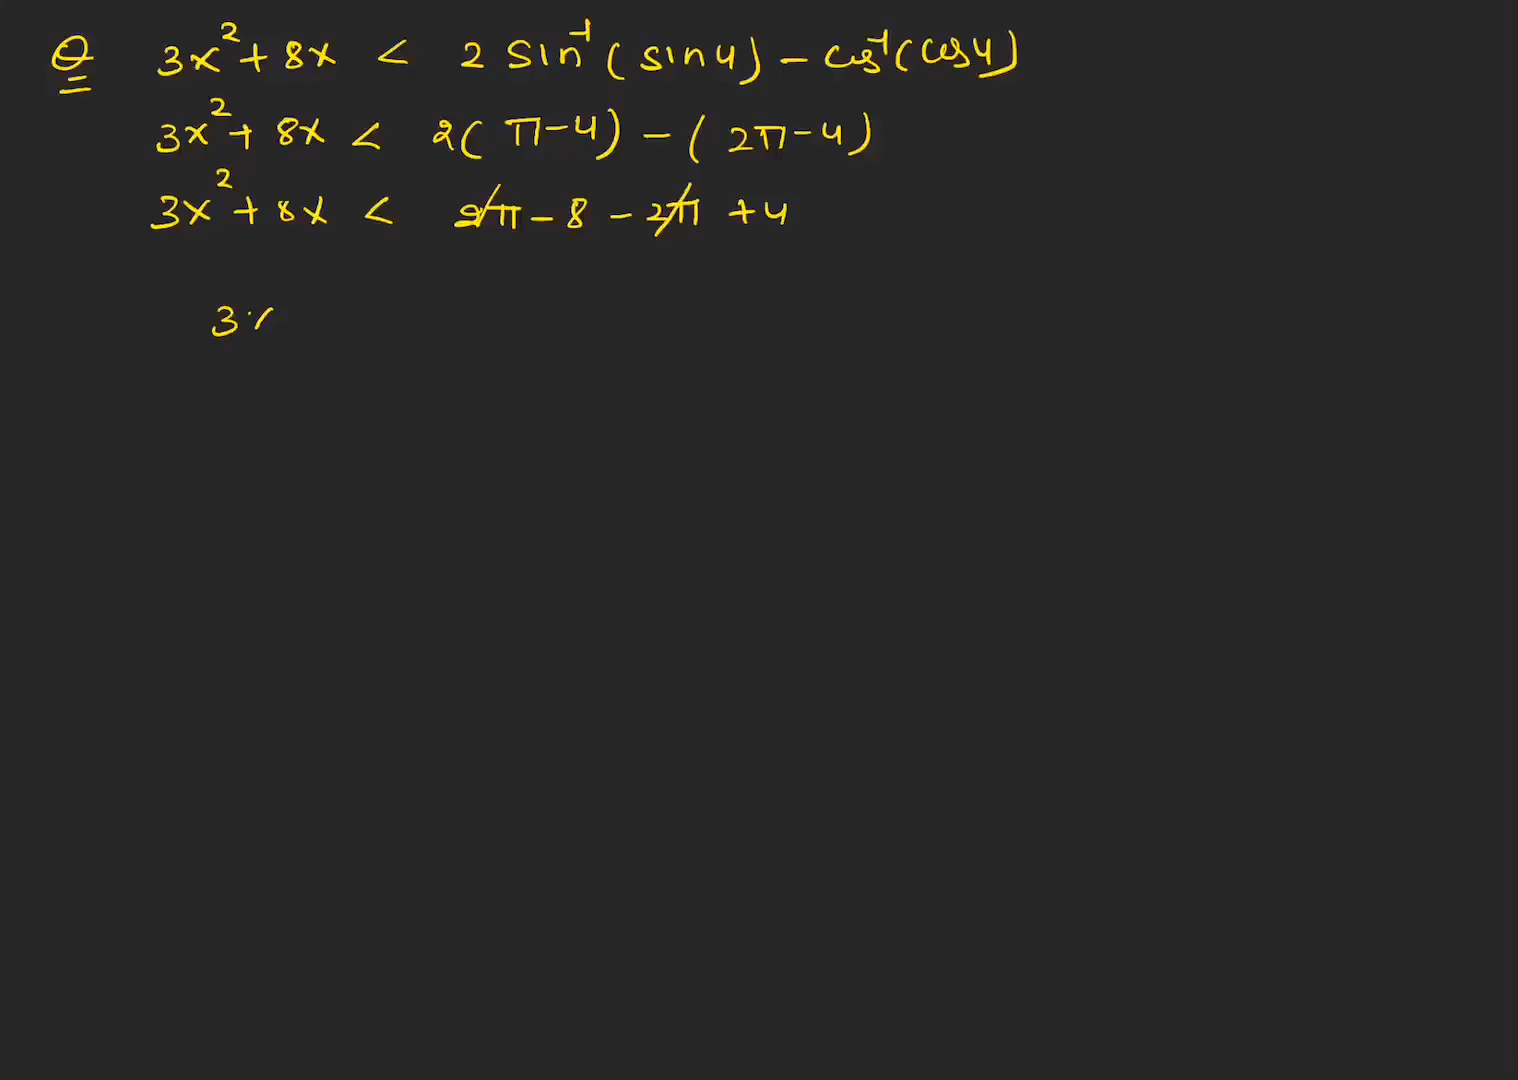 Q 3x² + 8x < 2 sin⁻¹(sin4) - cos⁻¹(cos4)
3x² + 8x < 2(π-4) - (2π-4)
3x² + 8x < 2π - 8 - 2π + 4
3x